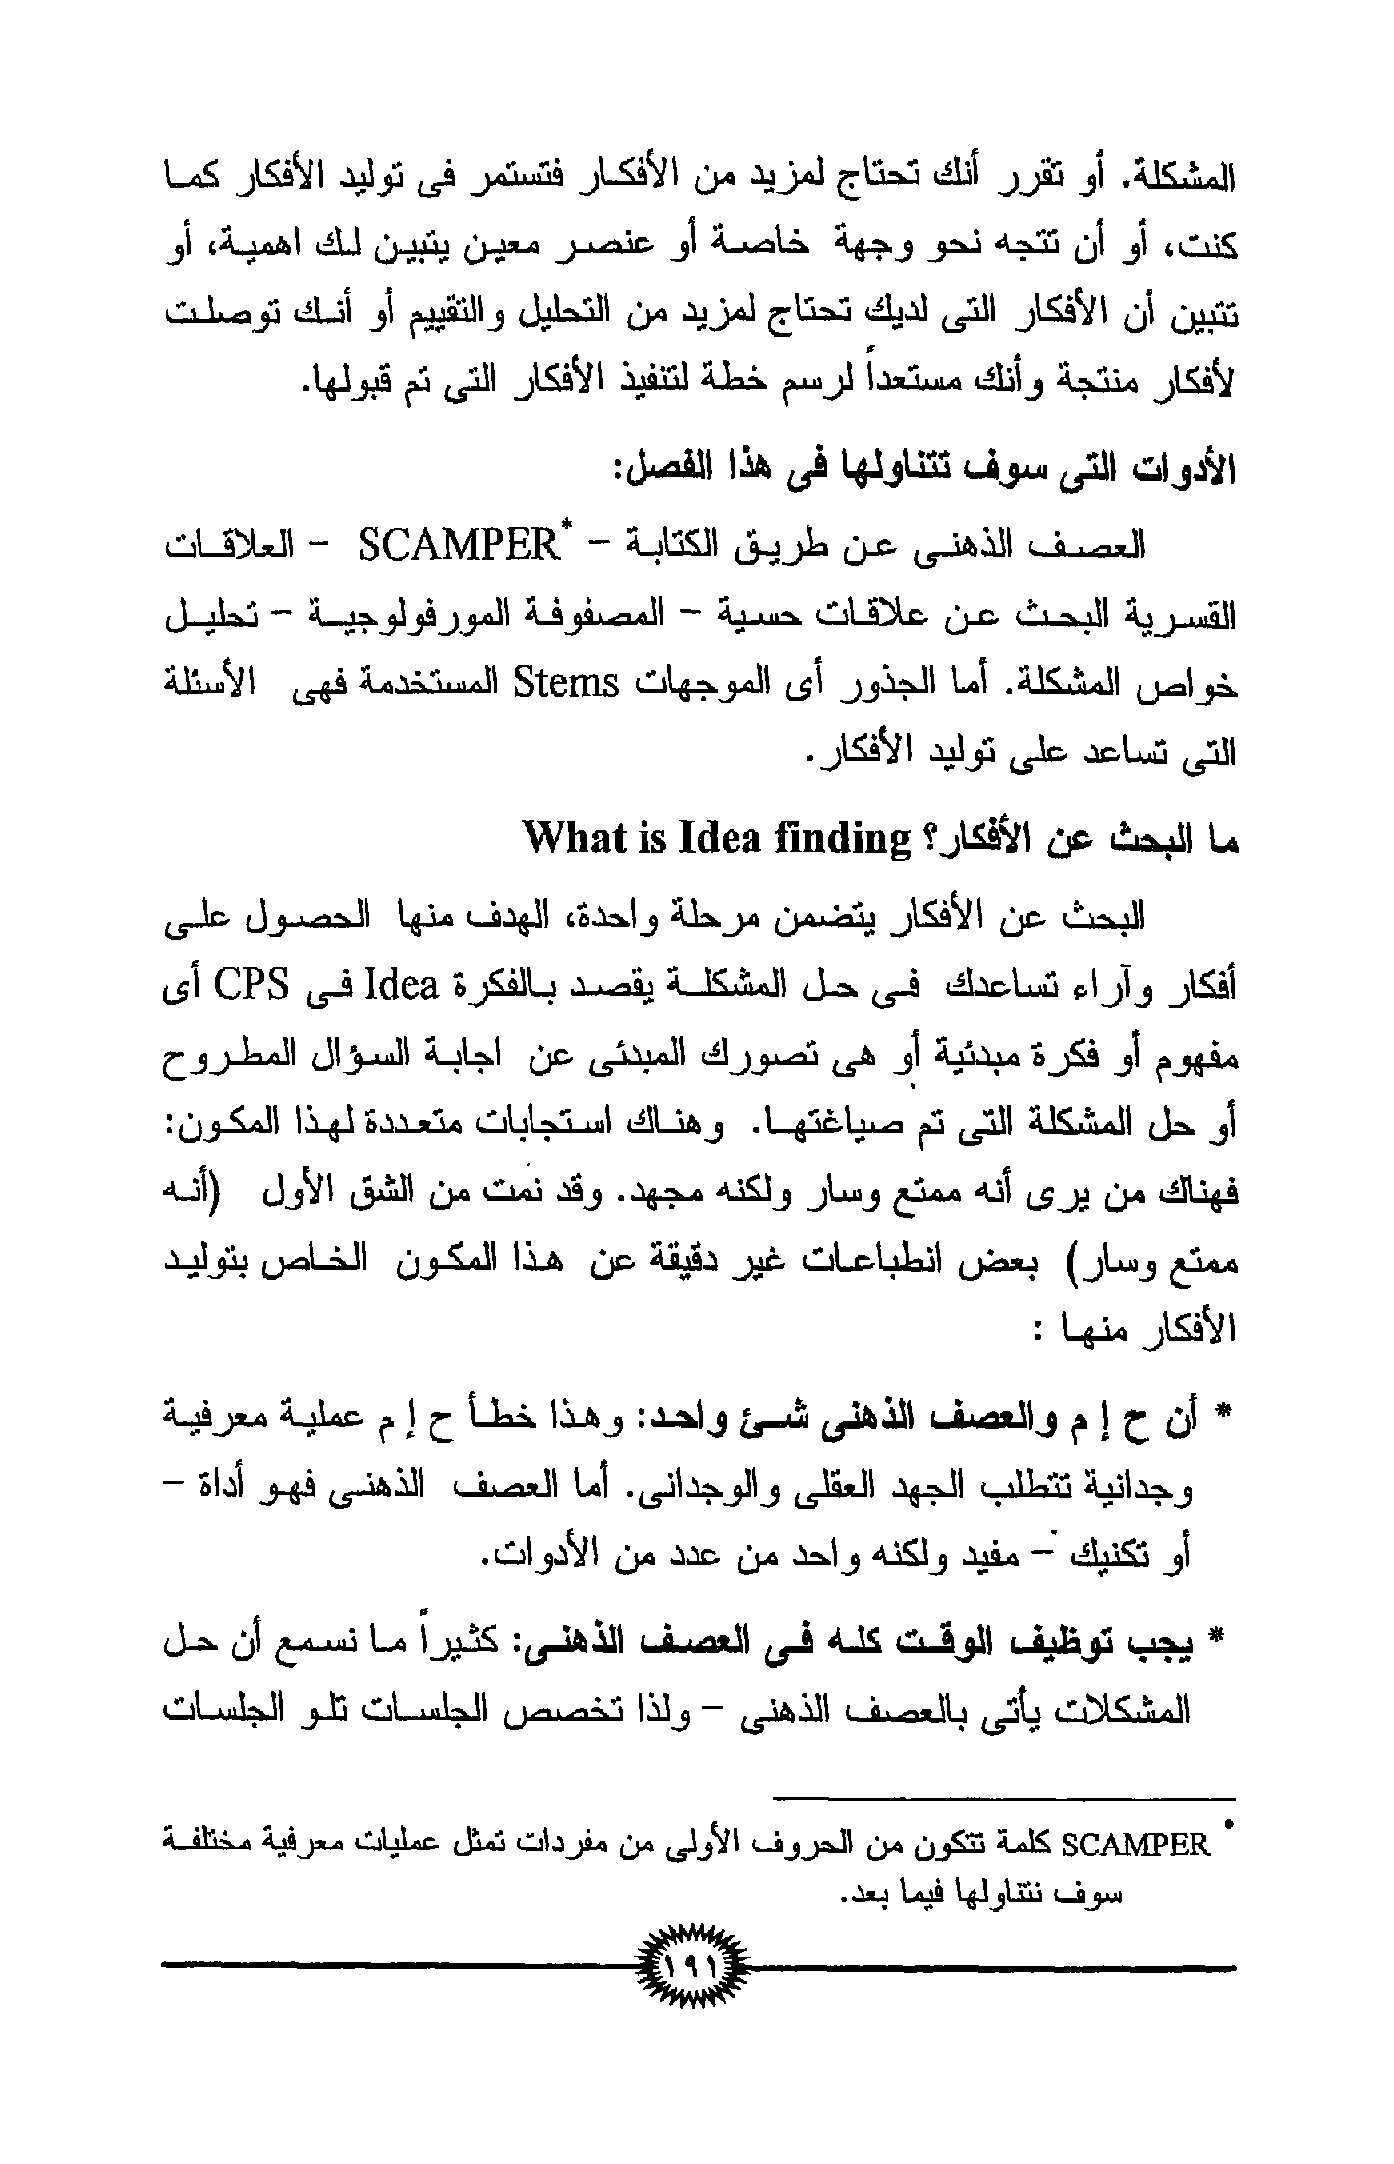 المشكلة. أو تقرر أنك تحتاج لمزيد من الأفكار فتستمر فى توليد الأفكار كما
كنت، أو أن تتجه نحو وجهة خاصة أو عنصر معين يتبين لك اهمية، أو
تتبين أن الأفكار التى لديك تحتاج لمزيد من التحليل والتقييم أو أنك توصلت
لأفكار منتجة وأنك مستعداً لرسم خطة لتنفيذ الأفكار التى تم قبولها.
الأدوات التى سوف تتناولها فى هذا الفصل:
العصف الذهنى عن طريق الكتابة – SCAMPER* – العلاقات
القسرية البحث عن علاقات حسية – المصفوفة المورفولوجية – تحليل
خواص المشكلة. أما الجذور أى الموجهات Stems المستخدمة فهى الأسئلة
التى تساعد على توليد الأفكار.
ما البحث عن الأفكار؟ What is Idea finding
البحث عن الأفكار يتضمن مرحلة واحدة، الهدف منها الحصول على
أفكار وآراء تساعدك فى حل المشكلة يقصد بالفكرة Idea فى CPS أى
مفهوم أو فكرة مبدئية أو هى تصورك المبدئى عن اجابة السؤال المطروح
أو حل المشكلة التى تم صياغتها. وهناك استجابات متعددة لهذا المكون:
فهناك من يرى أنه ممتع وسار ولكنه مجهد. وقد نمت من الشق الأول (أنه
ممتع وسار) بعض انطباعات غير دقيقة عن هذا المكون الخاص بتوليد
الأفكار منها :
* أن ح إ م والعصف الذهنى شئ واحد: وهذا خطأ ح إ م عملية معرفية
وجدانية تتطلب الجهد العقلى والوجدانى. أما العصف الذهنى فهو أداة –
أو تكنيك – مفيد ولكنه واحد من عدد من الأدوات.
* يجب توظيف الوقت كله فى العصف الذهنى: كثيراً ما نسمع أن حل
المشكلات يأتى بالعصف الذهنى – ولذا تخصص الجلسات تلو الجلسات
* SCAMPER كلمة تتكون من الحروف الأولى من مفردات تمثل عمليات معرفية مختلفة
سوف نتناولها فيما بعد.
١٩١